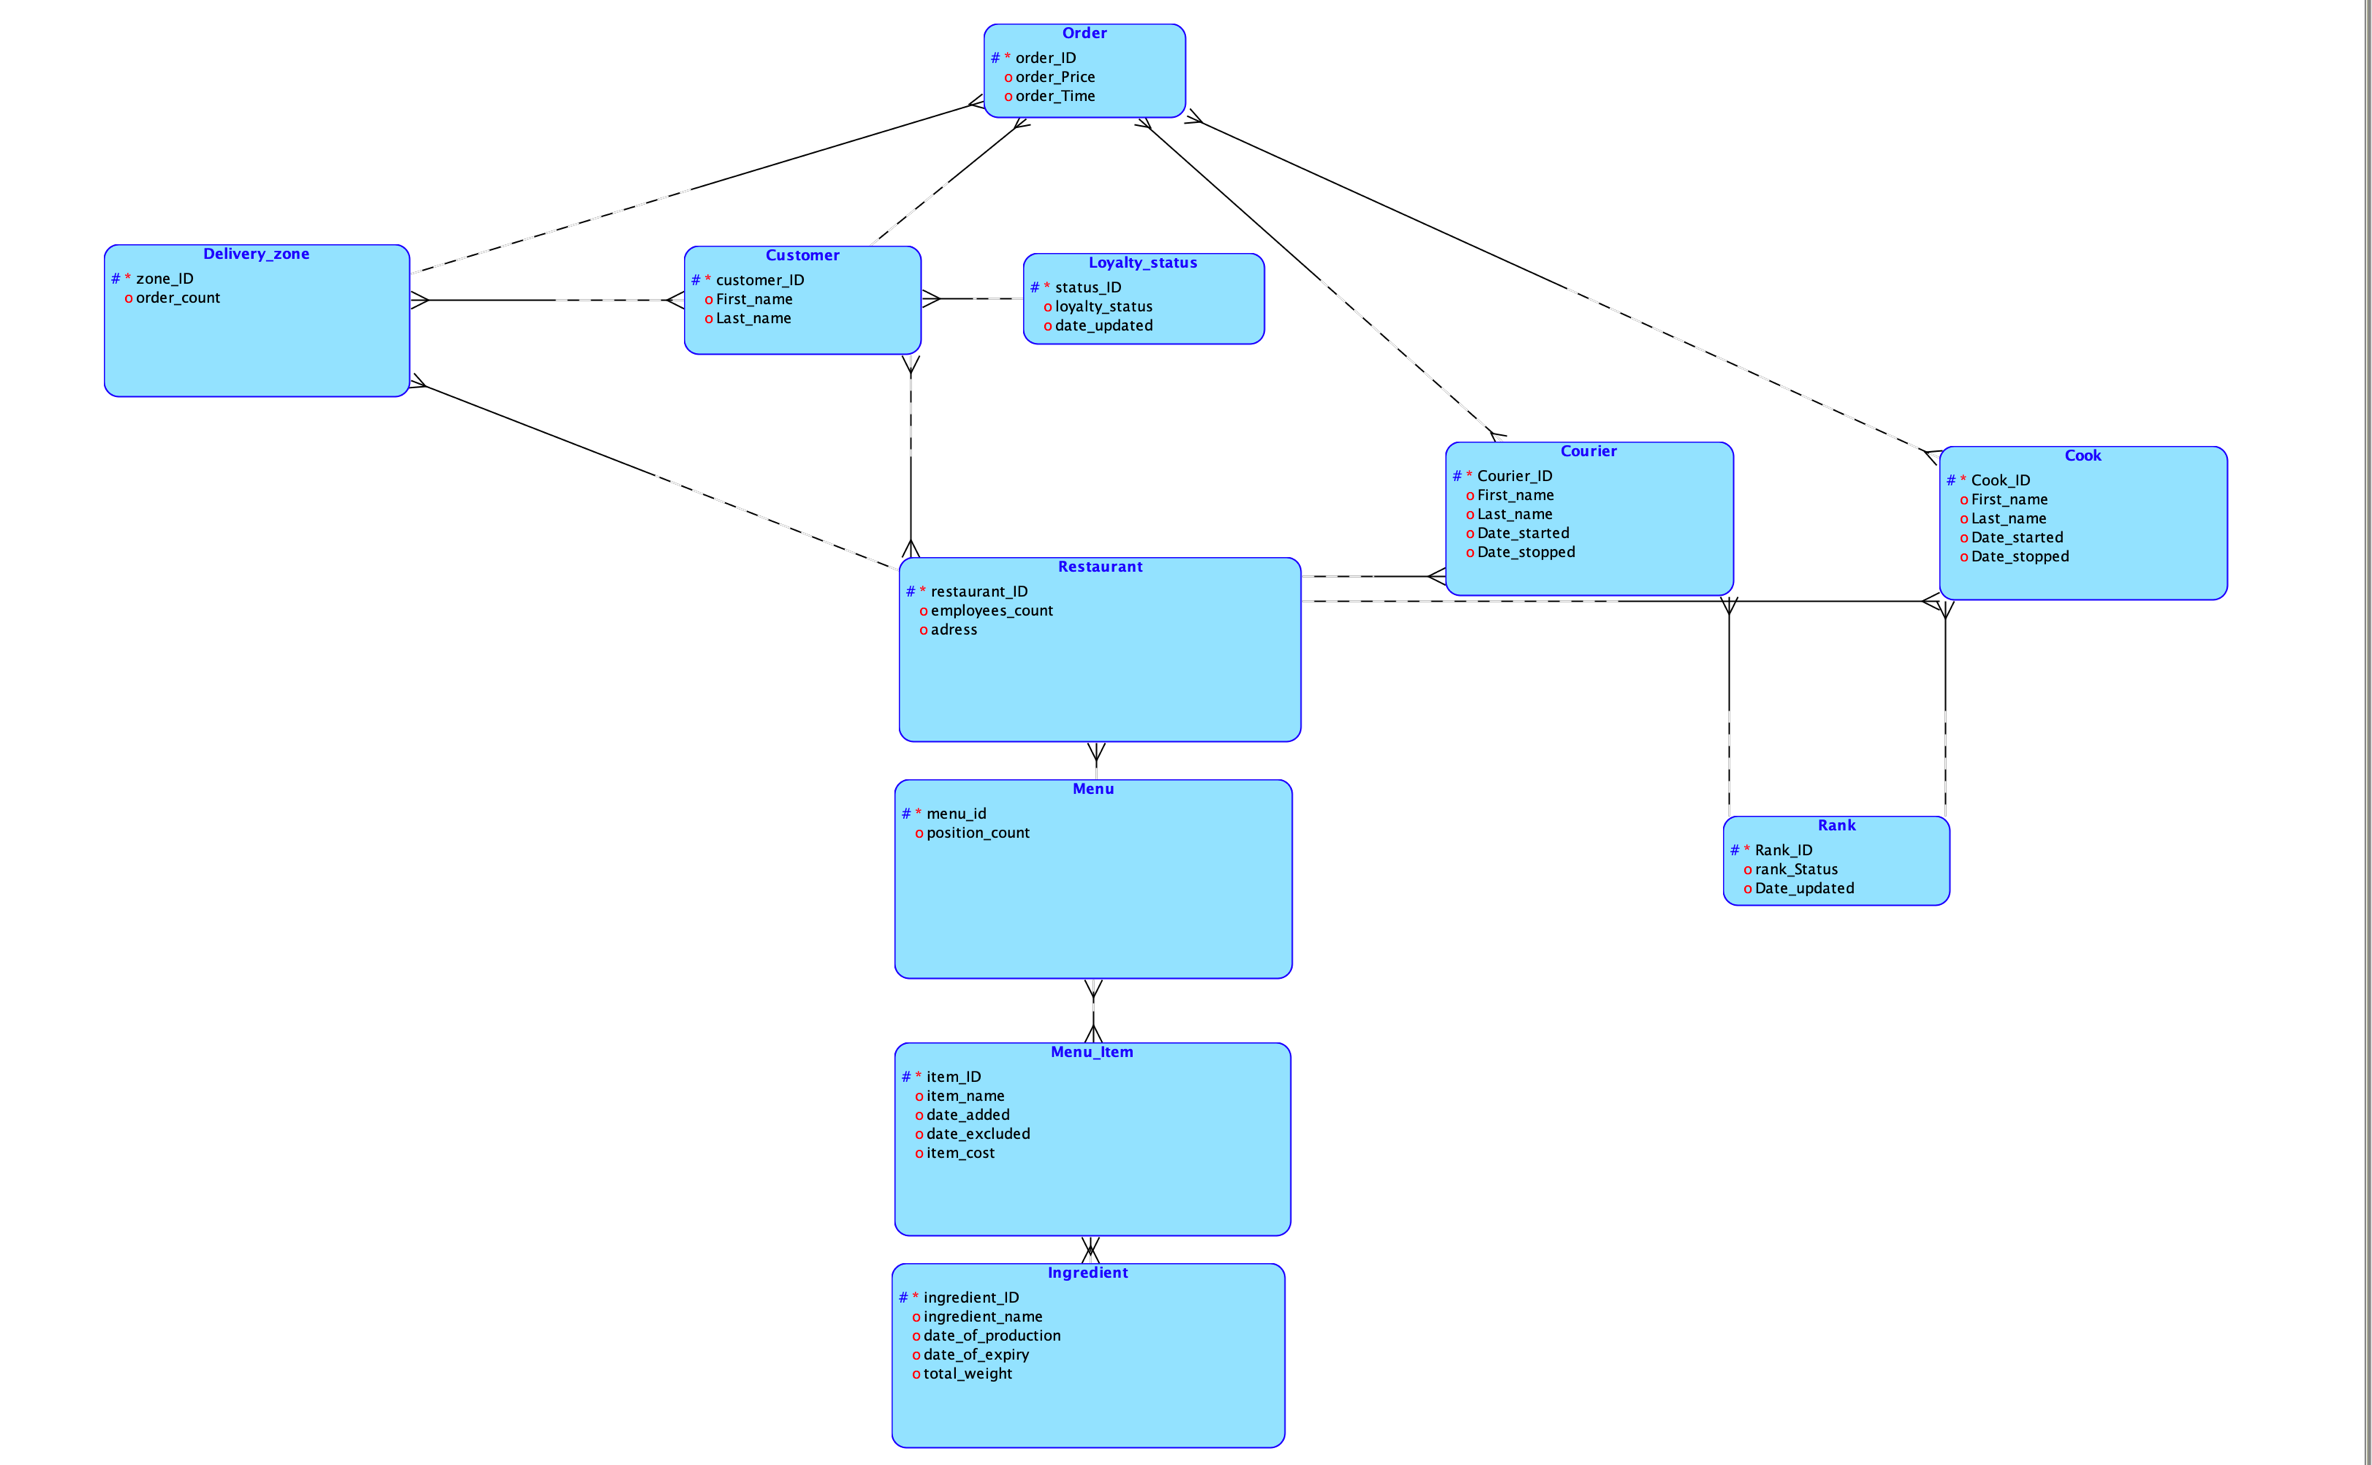 Order
# * order_ID
o order_Price
o order_Time
Delivery_zone
# * zone_ID
o order_count
Customer
# * customer_ID
o First_name
o Last_name
Loyalty_status
# * status_ID
o loyalty_status
o date_updated
Courier
# * Courier_ID
o First_name
o Last_name
o Date_started
o Date_stopped
Cook
# * Cook_ID
o First_name
o Last_name
o Date_started
o Date_stopped
Restaurant
# * restaurant_ID
o employees_count
o adress
Menu
# * menu_id
o position_count
Rank
# * Rank_ID
o rank_Status
o Date_updated
Menu_Item
# * item_ID
o item_name
o date_added
o date_excluded
o item_cost
Ingredient
# * ingredient_ID
o ingredient_name
o date_of_production
o date_of_expiry
o total_weight